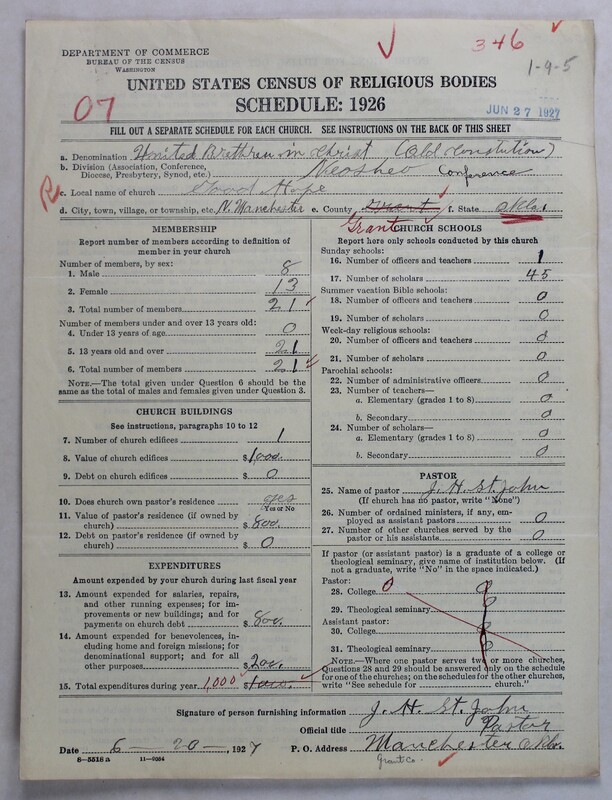 346
1-9-5
DEPARTMENT OF COMMERCE
BUREAU OF THE CENSUS
WASHINGTON
UNITED STATES CENSUS OF RELIGIOUS BODIES
SCHEDULE: 1926
07
JUN 27 1927
FILL OUT A SEPARATE SCHEDULE FOR EACH CHURCH. SEE INSTRUCTIONS ON THE BACK OF THIS SHEET
a. Denomination United Brethren in Christ (Old Constitution)
b. Division (Association, Conference, Diocese, Presbytery, Synod, etc.) Neosheo Conference
c. Local name of church Good Hope
d. City, town, village, or township, etc. N. Manchester e. County Grant f. State Okla.
Grant
MEMBERSHIP
Report number of members according to definition of
member in your church
Number of members, by sex:
1. Male 8
2. Female 13
3. Total number of members 21
Number of members under and over 13 years old:
4. Under 13 years of age 0
5. 13 years old and over 21
6. Total number of members 21
NOTE.—The total given under Question 6 should be the
same as the total of males and females given under Question 3.
CHURCH BUILDINGS
See instructions, paragraphs 10 to 12
7. Number of church edifices 1
8. Value of church edifices $1000.
9. Debt on church edifices $ 0
10. Does church own pastor's residence yes
Yes or No
11. Value of pastor's residence (if owned by
church) $ 800.
12. Debt on pastor's residence (if owned by
church) $ 0
EXPENDITURES
Amount expended by your church during last fiscal year
13. Amount expended for salaries, repairs,
and other running expenses; for im-
provements or new buildings; and for
payments on church debt $ 800.
14. Amount expended for benevolences, in-
cluding home and foreign missions; for
denominational support; and for all
other purposes $ 200.
15. Total expenditures during year 1,000 $ 1000.
CHURCH SCHOOLS
Report here only schools conducted by this church
Sunday schools:
16. Number of officers and teachers 1
17. Number of scholars 45
Summer vacation Bible schools:
18. Number of officers and teachers 0
19. Number of scholars 0
Week-day religious schools:
20. Number of officers and teachers 0
21. Number of scholars 0
Parochial schools:
22. Number of administrative officers 0
23. Number of teachers—
a. Elementary (grades 1 to 8) 0
b. Secondary 0
24. Number of scholars—
a. Elementary (grades 1 to 8) 0
b. Secondary 0
PASTOR
25. Name of pastor J. H. St. John
(If church has no pastor, write "None")
26. Number of ordained ministers, if any, em-
ployed as assistant pastors 0
27. Number of other churches served by the
pastor or his assistants 0
If pastor (or assistant pastor) is a graduate of a college or
theological seminary, give name of institution below. (If
not a graduate, write "No" in the space indicated.)
Pastor:
28. College 0
29. Theological seminary
Assistant pastor:
30. College
31. Theological seminary
NOTE.—Where one pastor serves two or more churches,
Questions 28 and 29 should be answered only on the schedule
for one of the churches; on the schedules for the other churches,
write "See schedule for church."
Signature of person furnishing information J. H. St. John
Official title Pastor
Date 6 — 20 —, 1927 P. O. Address Manchester Okla.
Grant Co.
8—5518 a 11—9054